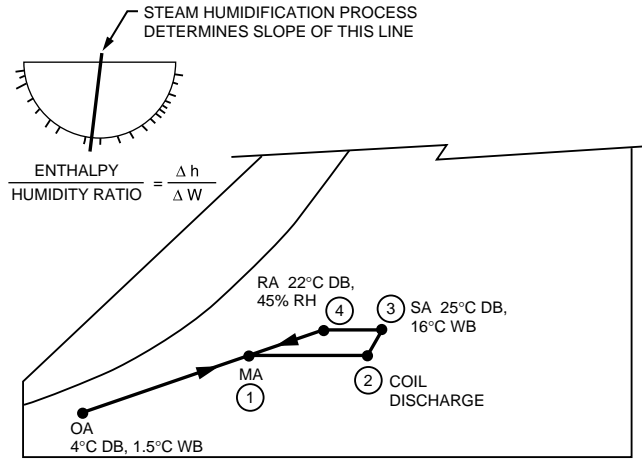 STEAM HUMIDIFICATION PROCESS
DETERMINES SLOPE OF THIS LINE
ENTHALPY
HUMIDITY RATIO
=
Δ h
Δ W
RA 22°C DB,
45% RH
4
3
SA 25°C DB,
16°C WB
MA
1
2
COIL
DISCHARGE
OA
4°C DB, 1.5°C WB